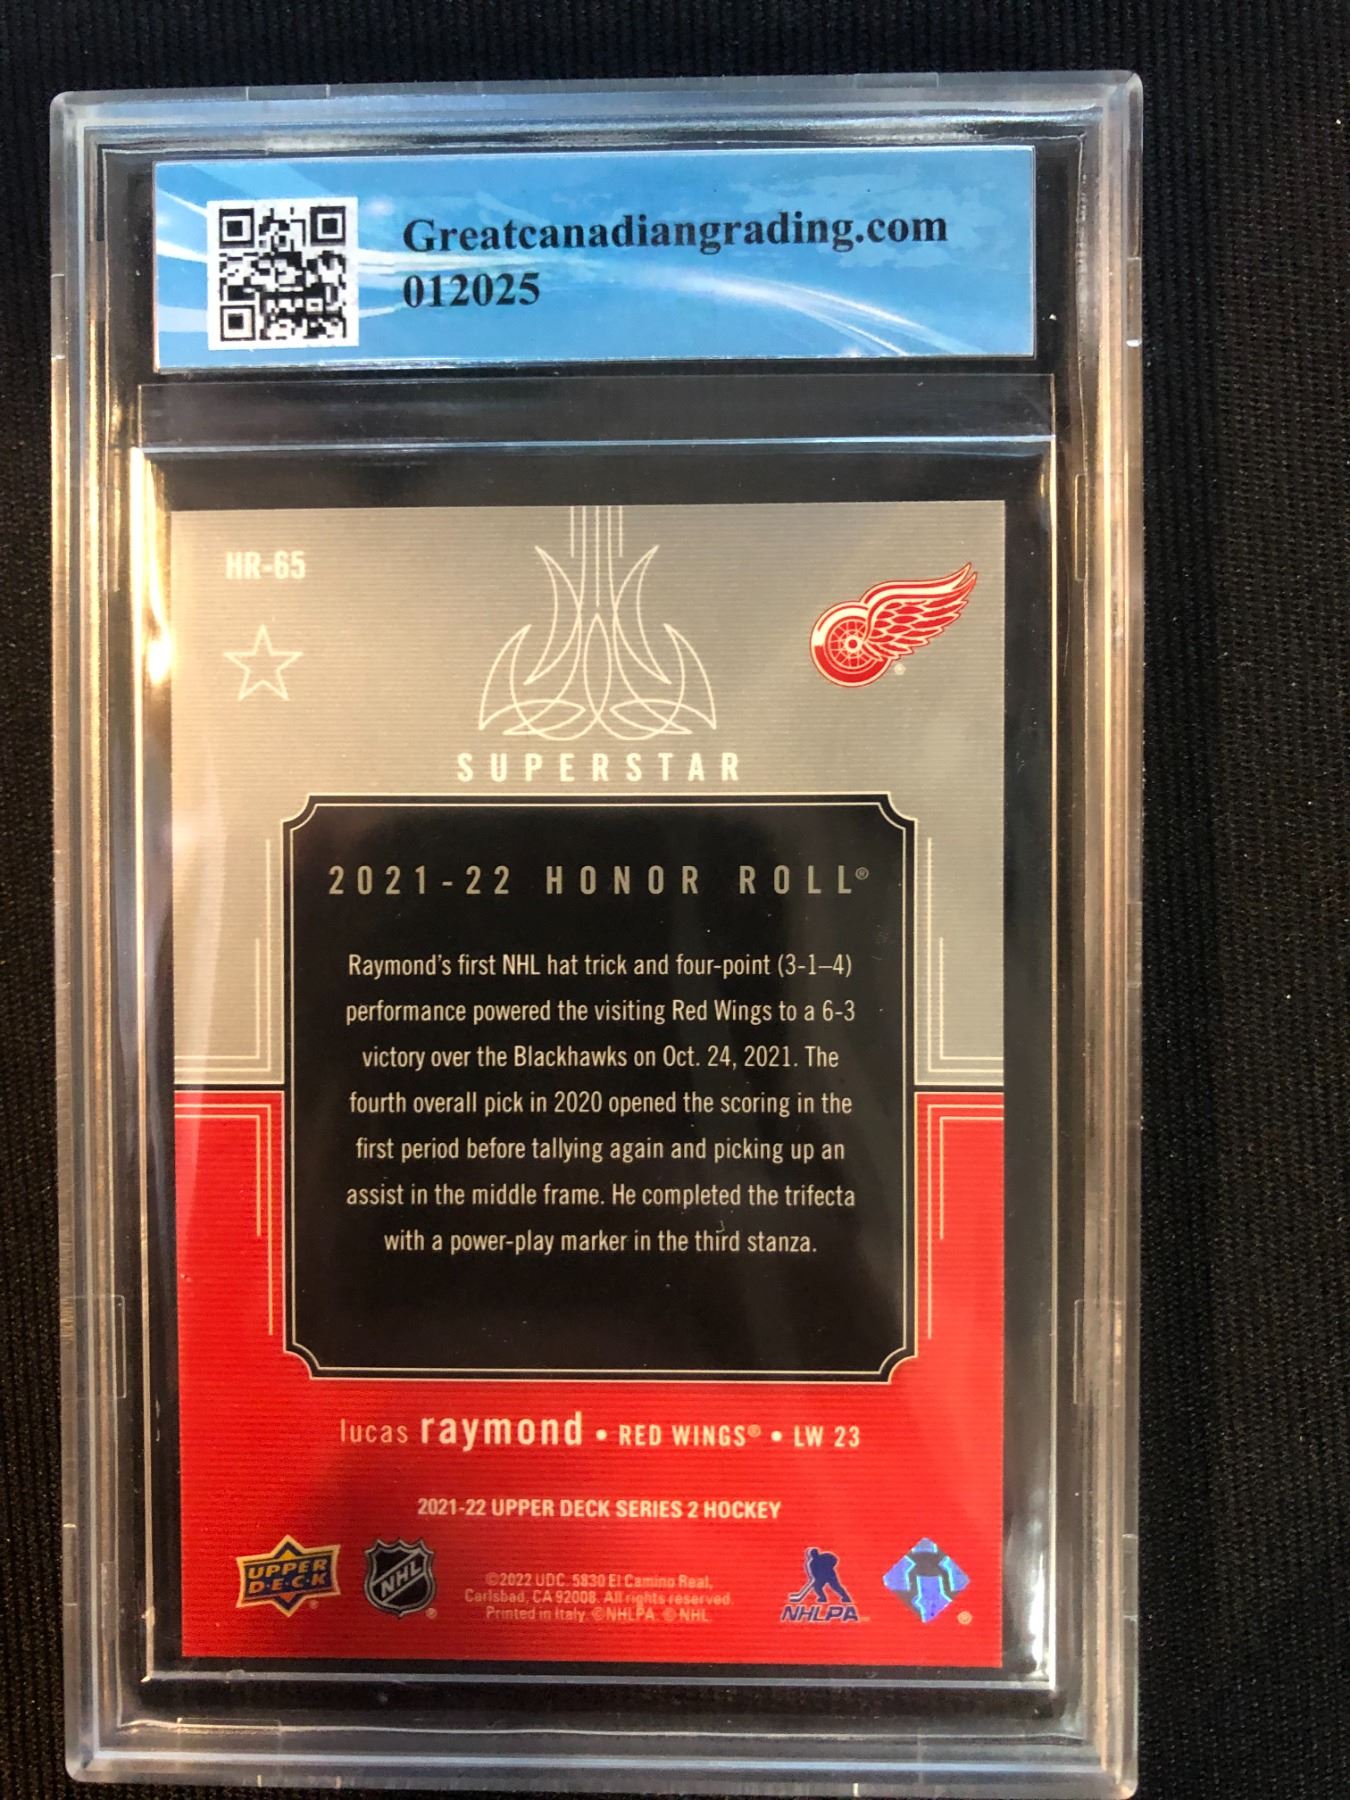 Greatcanadiangrading.com
012025
HR-65
SUPERSTAR
2021-22 HONOR ROLL®
Raymond's first NHL hat trick and four-point (3-1–4)
performance powered the visiting Red Wings to a 6-3
victory over the Blackhawks on Oct. 24, 2021. The
fourth overall pick in 2020 opened the scoring in the
first period before tallying again and picking up an
assist in the middle frame. He completed the trifecta
with a power-play marker in the third stanza.
lucas raymond • RED WINGS® • LW 23
2021-22 UPPER DECK SERIES 2 HOCKEY
UPPER
D·E·C·K
NHL
©2022 UDC. 5830 El Camino Real,
Carlsbad, CA 92008. All rights reserved.
Printed in Italy. ©NHLPA. © NHL.
NHLPA